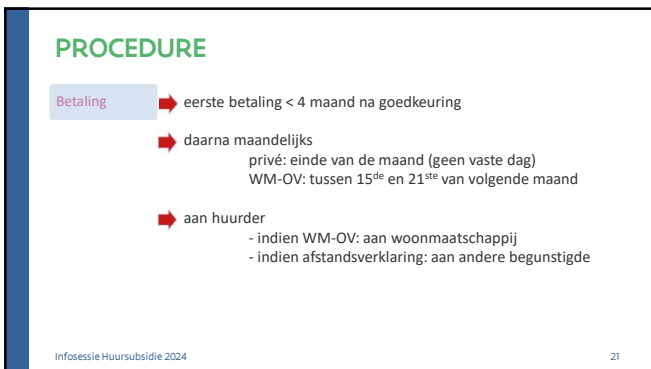 PROCEDURE
Betaling
eerste betaling < 4 maand na goedkeuring
daarna maandelijks
privé: einde van de maand (geen vaste dag)
WM-OV: tussen 15de en 21ste van volgende maand
aan huurder
- indien WM-OV: aan woonmaatschappij
- indien afstandsverklaring: aan andere begunstigde
Infosessie Huursubsidie 2024
21